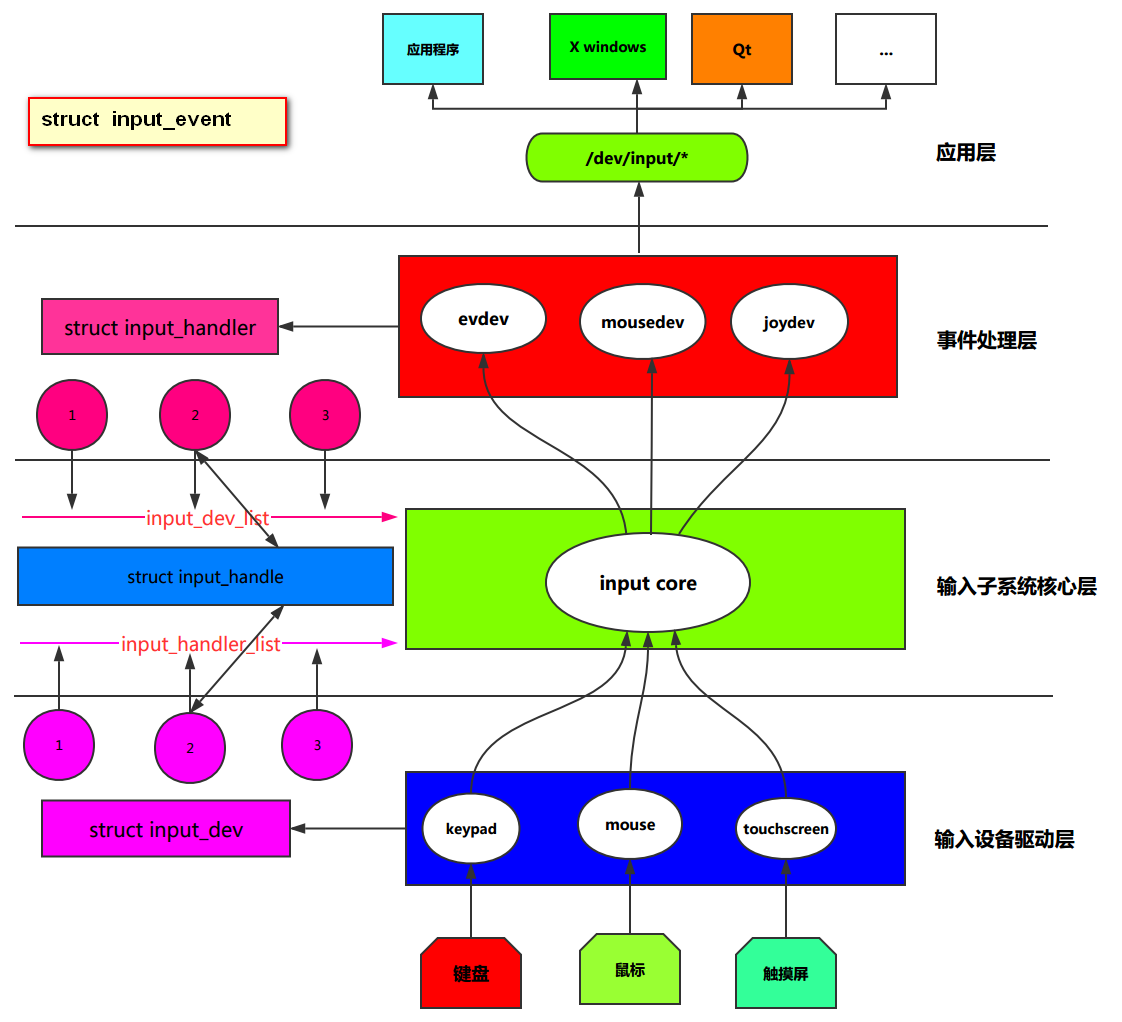 应用程序
X windows
Qt
...
struct input_event
/dev/input/*
应用层
struct input_handler
evdev
mousedev
joydev
事件处理层
1
2
3
input_dev_list
struct input_handle
input core
输入子系统核心层
input_handler_list
1
2
3
struct input_dev
keypad
mouse
touchscreen
输入设备驱动层
键盘
鼠标
触摸屏